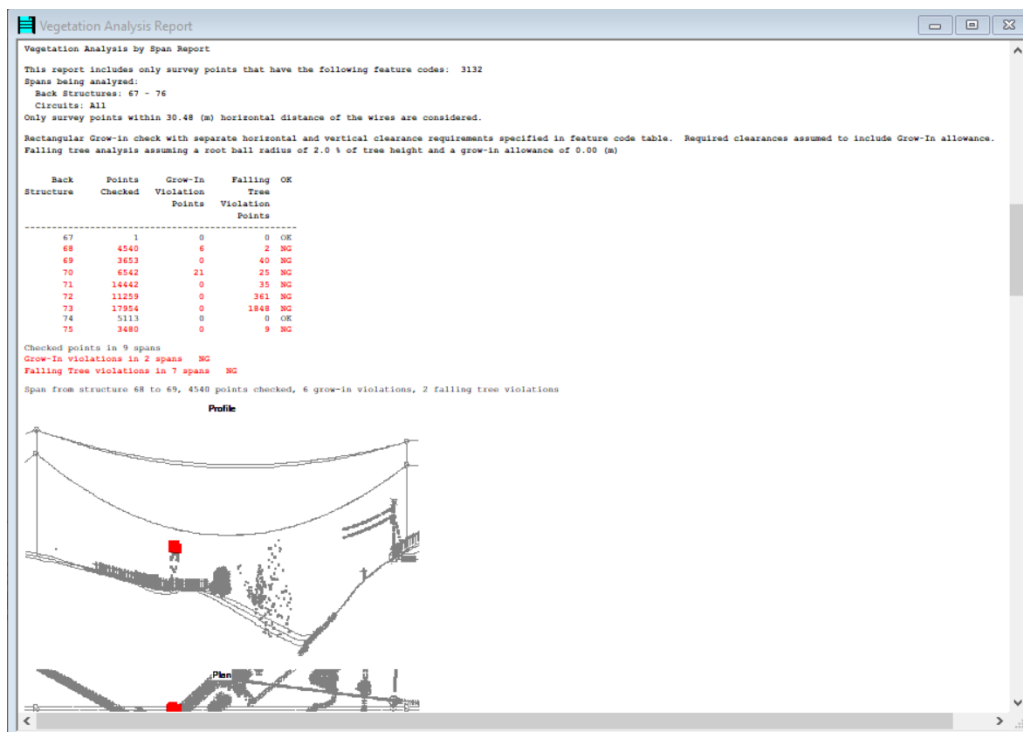 Vegetation Analysis Report
Vegetation Analysis by Span Report
This report includes only survey points that have the following feature codes: 3132
Spans being analyzed:
Back Structures: 67 - 76
Circuits: All
Only survey points within 30.48 (m) horizontal distance of the wires are considered.
Rectangular Grow-in check with separate horizontal and vertical clearance requirements specified in feature code table. Required clearances assumed to include Grow-In allowance.
Falling tree analysis assuming a root ball radius of 2.0 % of tree height and a grow-in allowance of 0.00 (m)
Back Points Grow-In Falling OK
Structure Checked Violation Tree
Points Violation
Points
--------------------------------------------------
67 1 0 0 OK
68 4540 6 2 NG
69 3653 0 40 NG
70 6542 21 25 NG
71 14442 0 35 NG
72 11259 0 361 NG
73 17954 0 1848 NG
74 5113 0 0 OK
75 3480 0 9 NG
Checked points in 9 spans
Grow-In violations in 2 spans NG
Falling Tree violations in 7 spans NG
Span from structure 68 to 69, 4540 points checked, 6 grow-in violations, 2 falling tree violations
Profile
Plan